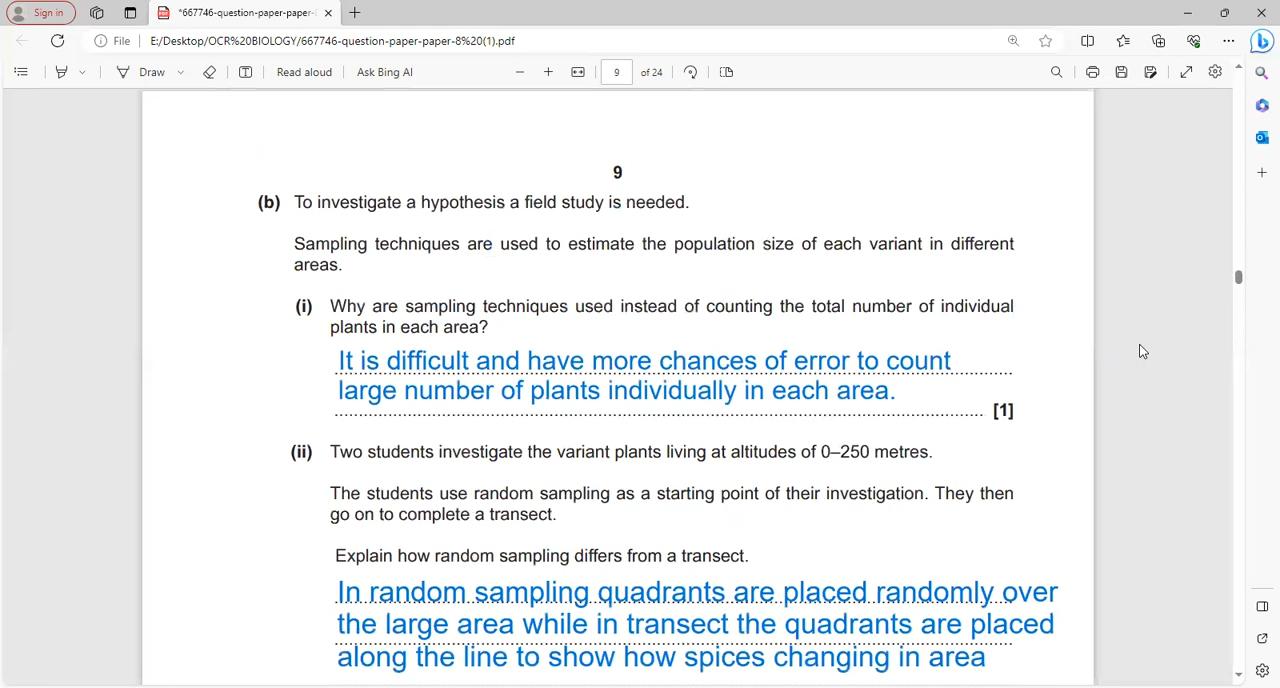 Sign in
*667746-question-paper-paper-
File
E:/Desktop/OCR%20BIOLOGY/667746-question-paper-paper-8%20(1).pdf
Draw
Read aloud
Ask Bing AI
9
of 24
9
(b) To investigate a hypothesis a field study is needed.
Sampling techniques are used to estimate the population size of each variant in different
areas.
(i) Why are sampling techniques used instead of counting the total number of individual
plants in each area?
It is difficult and have more chances of error to count
large number of plants individually in each area.
[1]
(ii) Two students investigate the variant plants living at altitudes of 0–250 metres.
The students use random sampling as a starting point of their investigation. They then
go on to complete a transect.
Explain how random sampling differs from a transect.
In random sampling quadrants are placed randomly over
the large area while in transect the quadrants are placed
along the line to show how spices changing in area